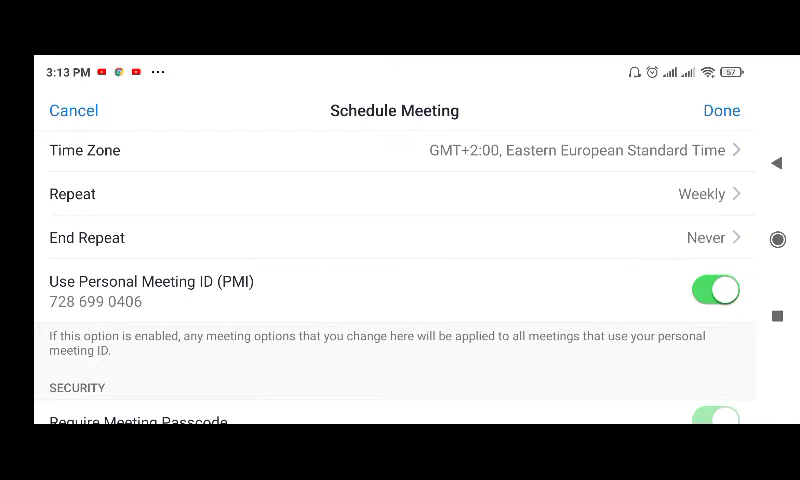 3:13 PM
57
Cancel
Schedule Meeting
Done
Time Zone
GMT+2:00, Eastern European Standard Time
Repeat
Weekly
End Repeat
Never
Use Personal Meeting ID (PMI)
728 699 0406
If this option is enabled, any meeting options that you change here will be applied to all meetings that use your personal
meeting ID.
SECURITY
Require Meeting Passcode